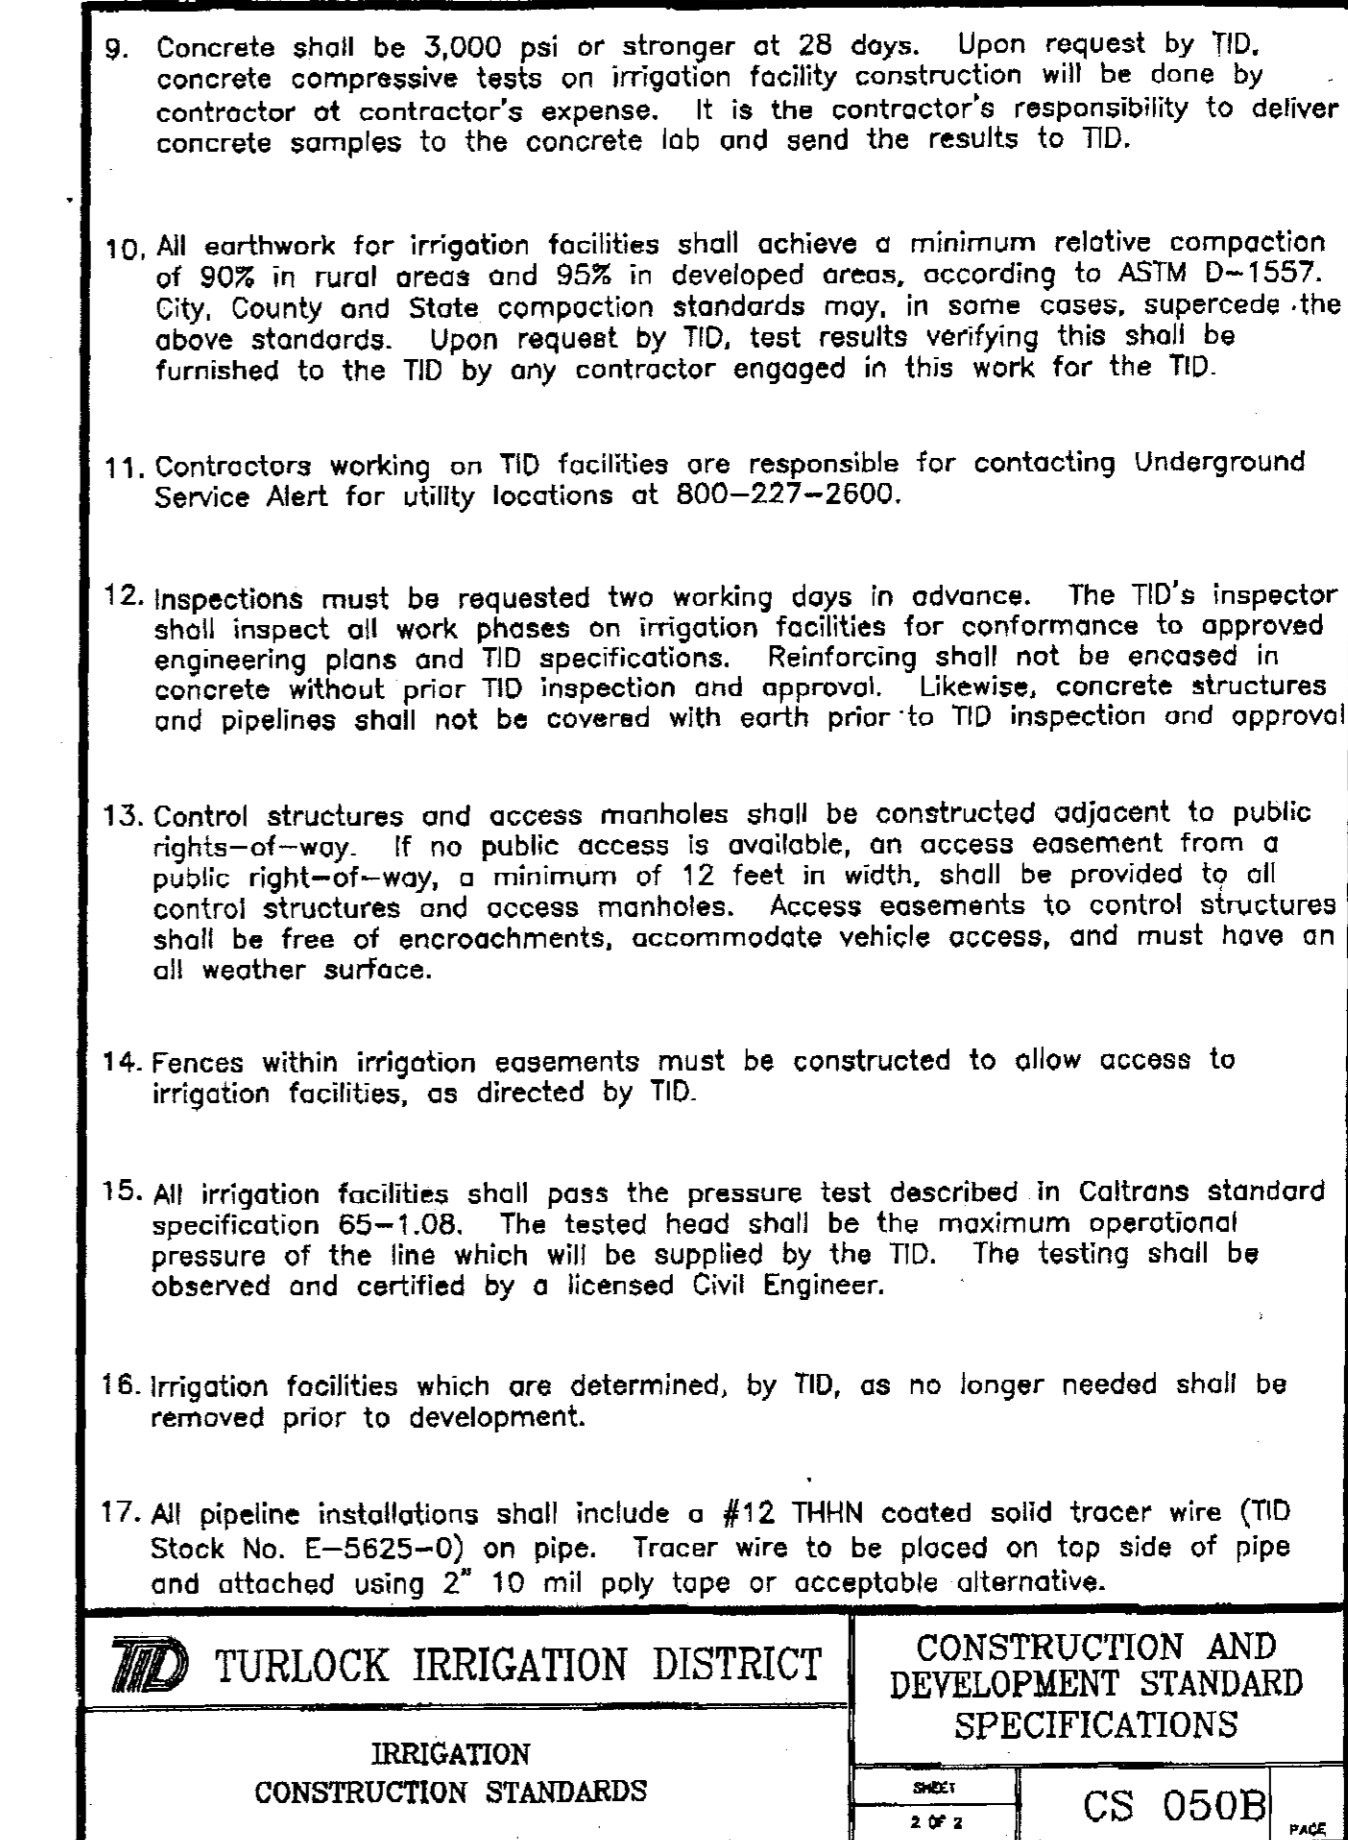 9. Concrete shall be 3,000 psi or stronger at 28 days. Upon request by TID,
concrete compressive tests on irrigation facility construction will be done by
contractor at contractor's expense. It is the contractor's responsibility to deliver
concrete samples to the concrete lab and send the results to TID.
10. All earthwork for irrigation facilities shall achieve a minimum relative compaction
of 90% in rural areas and 95% in developed areas, according to ASTM D-1557.
City, County and State compaction standards may, in some cases, supercede the
above standards. Upon request by TID, test results verifying this shall be
furnished to the TID by any contractor engaged in this work for the TID.
11. Contractors working on TID facilities are responsible for contacting Underground
Service Alert for utility locations at 800-227-2600.
12. Inspections must be requested two working days in advance. The TID's inspector
shall inspect all work phases on irrigation facilities for conformance to approved
engineering plans and TID specifications. Reinforcing shall not be encased in
concrete without prior TID inspection and approval. Likewise, concrete structures
and pipelines shall not be covered with earth prior to TID inspection and approval
13. Control structures and access manholes shall be constructed adjacent to public
rights-of-way. If no public access is available, an access easement from a
public right-of-way, a minimum of 12 feet in width, shall be provided to all
control structures and access manholes. Access easements to control structures
shall be free of encroachments, accommodate vehicle access, and must have an
all weather surface.
14. Fences within irrigation easements must be constructed to allow access to
irrigation facilities, as directed by TID.
15. All irrigation facilities shall pass the pressure test described in Caltrans standard
specification 65-1.08. The tested head shall be the maximum operational
pressure of the line which will be supplied by the TID. The testing shall be
observed and certified by a licensed Civil Engineer.
16. Irrigation facilities which are determined, by TID, as no longer needed shall be
removed prior to development.
17. All pipeline installations shall include a #12 THHN coated solid tracer wire (TID
Stock No. E-5625-0) on pipe. Tracer wire to be placed on top side of pipe
and attached using 2" 10 mil poly tape or acceptable alternative.
TID TURLOCK IRRIGATION DISTRICT
IRRIGATION
CONSTRUCTION STANDARDS
CONSTRUCTION AND
DEVELOPMENT STANDARD
SPECIFICATIONS
SHEET
2 OF 2
CS 050B
PAGE